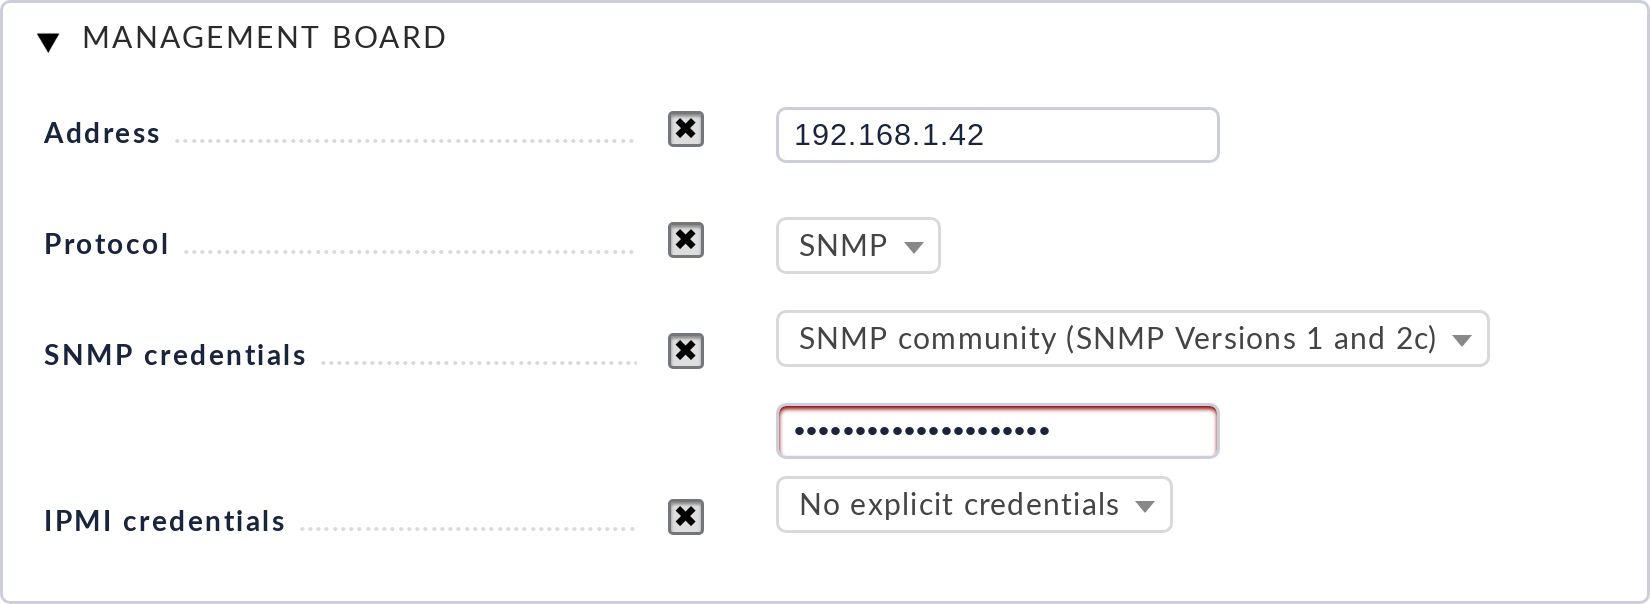 MANAGEMENT BOARD
Address 192.168.1.42
Protocol SNMP
SNMP credentials SNMP community (SNMP Versions 1 and 2c)
•••••••••••••••••••••
IPMI credentials No explicit credentials